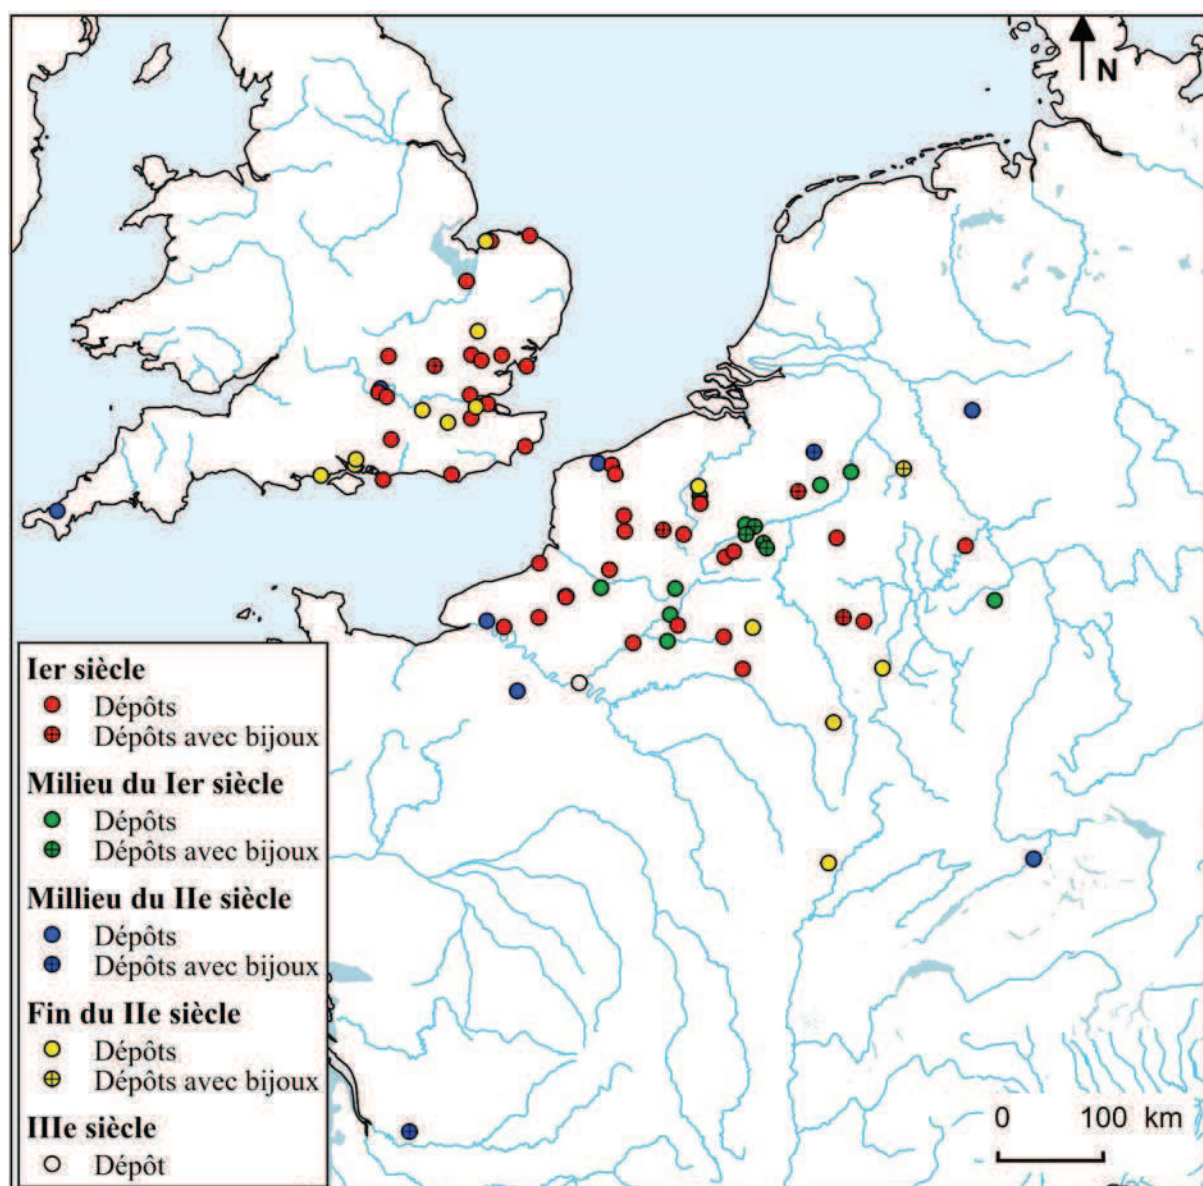 N
Ier siècle
Dépôts
Dépôts avec bijoux
Milieu du Ier siècle
Dépôts
Dépôts avec bijoux
Millieu du IIe siècle
Dépôts
Dépôts avec bijoux
Fin du IIe siècle
Dépôts
Dépôts avec bijoux
IIIe siècle
Dépôt
0 100 km